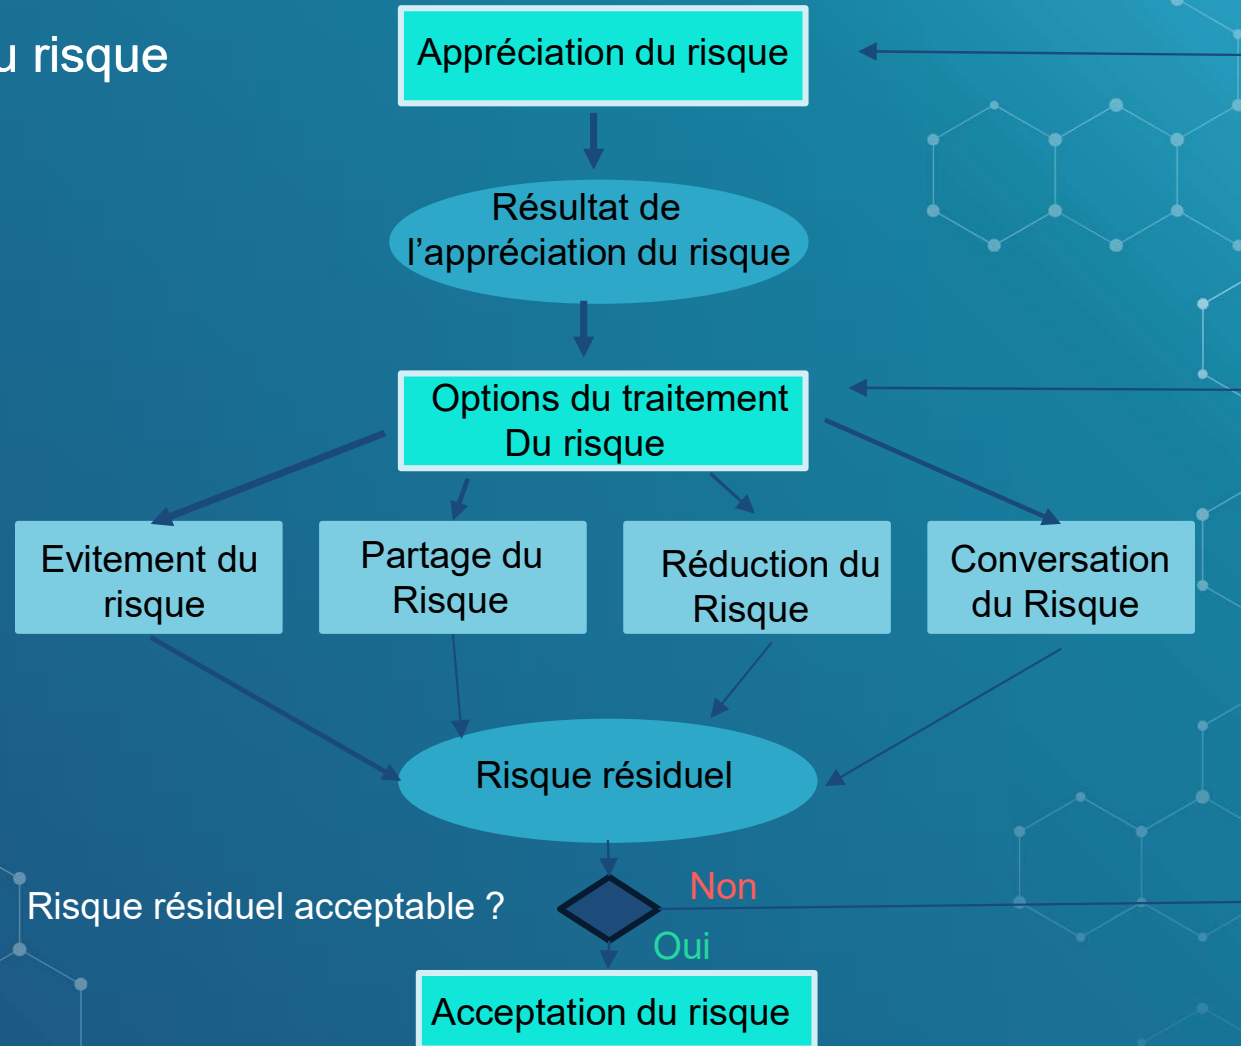 u risque
Appréciation du risque
Résultat de
l’appréciation du risque
Options du traitement
Du risque
Evitement du
risque
Partage du
Risque
Réduction du
Risque
Conversation
du Risque
Risque résiduel
Risque résiduel acceptable ?
Non
Oui
Acceptation du risque